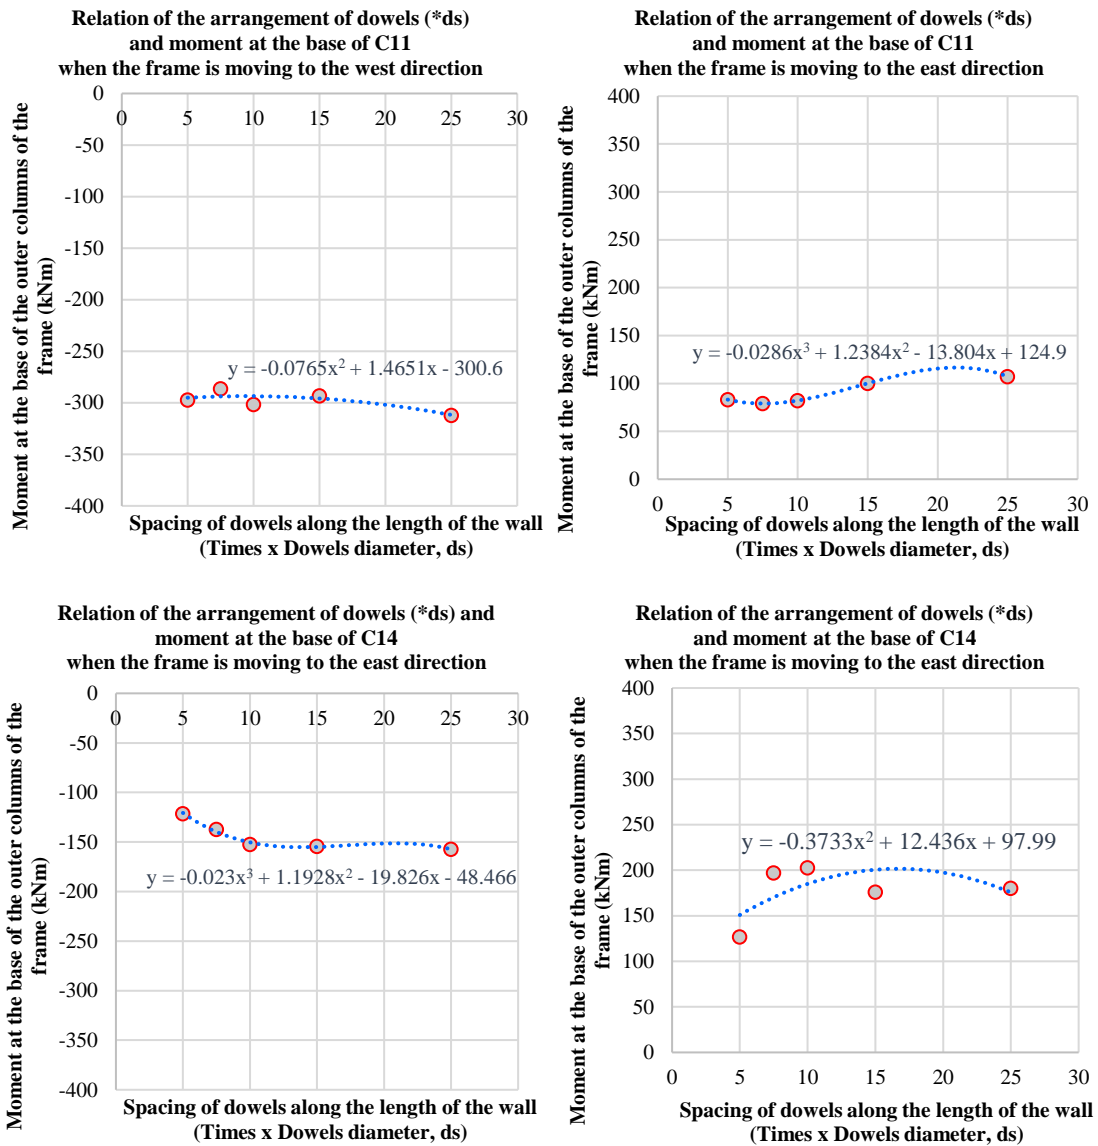 Relation of the arrangement of dowels (*ds)
and moment at the base of C11
when the frame is moving to the west direction
Moment at the base of the outer columns of the
frame (kNm)
0
0 5 10 15 20 25 30
-50
-100
-150
-200
-250
-300
-350
-400
y = -0.0765x² + 1.4651x - 300.6
Spacing of dowels along the length of the wall
(Times x Dowels diameter, ds)
Relation of the arrangement of dowels (*ds)
and moment at the base of C11
when the frame is moving to the east direction
Moment at the base of the outer columns of the
frame (kNm)
400
350
300
250
200
150
100
50
0
y = -0.0286x³ + 1.2384x² - 13.804x + 124.9
0 5 10 15 20 25 30
Spacing of dowels along the length of the wall
(Times x Dowels diameter, ds)
Relation of the arrangement of dowels (*ds) and
moment at the base of C14
when the frame is moving to the east direction
Moment at the base of the outer columns of the
frame (kNm)
0
0 5 10 15 20 25 30
-50
-100
-150
-200
-250
-300
-350
-400
y = -0.023x³ + 1.1928x² - 19.826x - 48.466
Spacing of dowels along the length of the wall
(Times x Dowels diameter, ds)
Relation of the arrangement of dowels (*ds)
and moment at the base of C14
when the frame is moving to the east direction
Moment at the base of the outer columns of the
frame (kNm)
400
350
300
250
200
150
100
50
0
y = -0.3733x² + 12.436x + 97.99
0 5 10 15 20 25 30
Spacing of dowels along the length of the wall
(Times x Dowels diameter, ds)